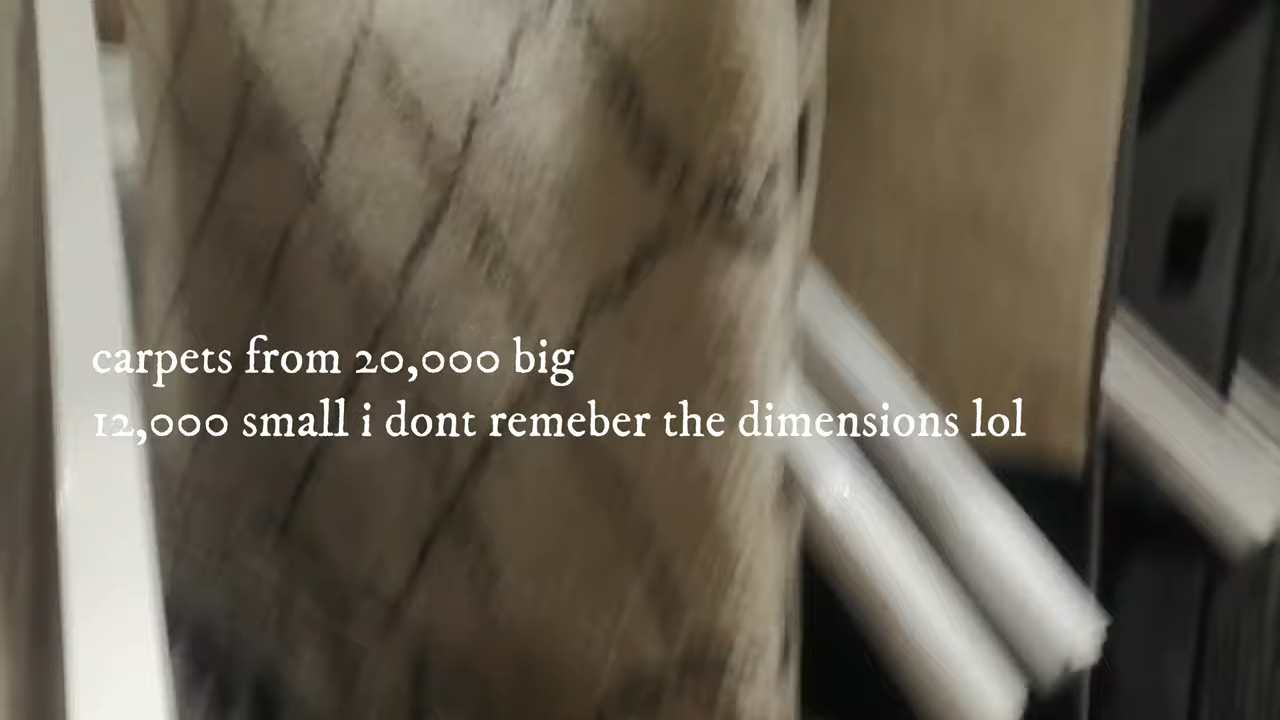 carpets from 20,000 big
12,000 small i dont remeber the dimensions lol